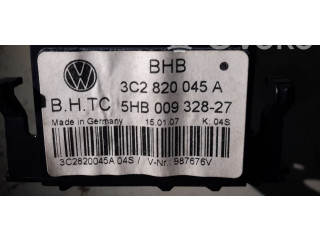 BHB
3C2 820 045 A
B.H.TC 5HB 009 328-27
Made in Germany 15.01.07 K: 04S
3C2820045A 04S / V-Nr.: 987676V